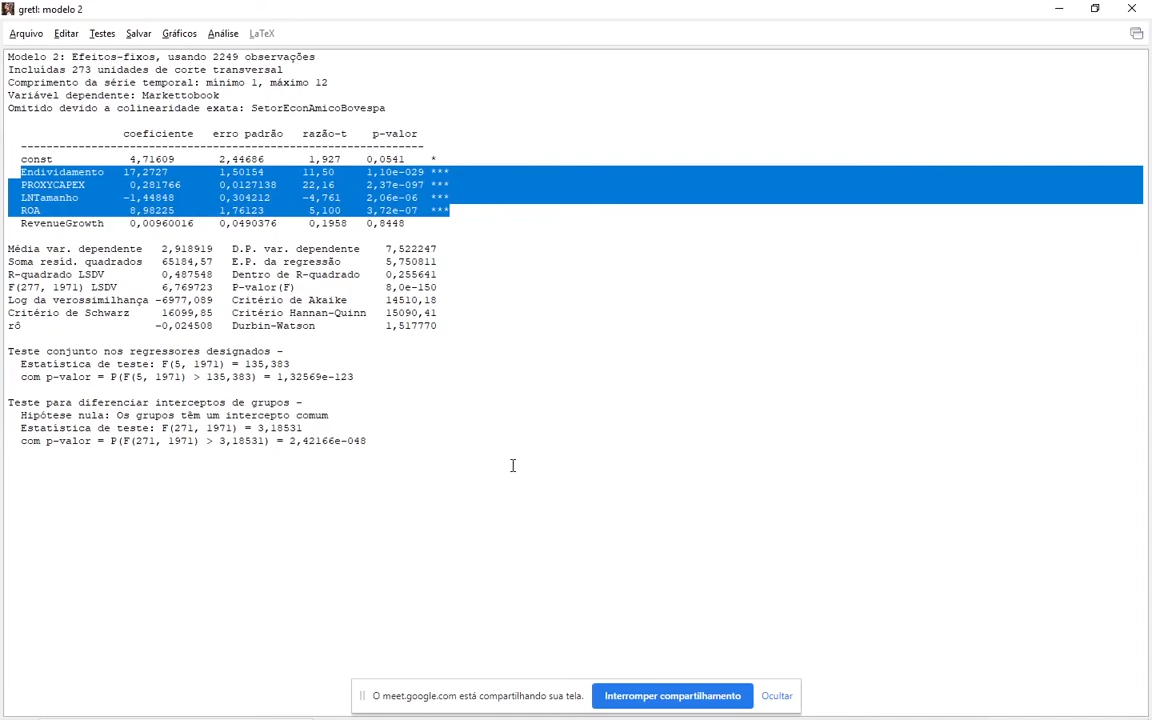 gretl: modelo 2
Arquivo Editar Testes Salvar Gráficos Análise LaTeX
Modelo 2: Efeitos-fixos, usando 2249 observações
Incluídas 273 unidades de corte transversal
Comprimento da série temporal: mínimo 1, máximo 12
Variável dependente: Markettobook
Omitido devido a colinearidade exata: SetorEconAmicoBovespa
coeficiente erro padrão razão-t p-valor
---------------------------------------------------------------
const 4,71609 2,44686 1,927 0,0541 *
Endividamento 17,2727 1,50154 11,50 1,10e-029 ***
PROXYCAPEX 0,281766 0,0127138 22,16 2,37e-097 ***
LNTamanho −1,44848 0,304212 −4,761 2,06e-06 ***
ROA 8,98225 1,76123 5,100 3,72e-07 ***
RevenueGrowth 0,00960016 0,0490376 0,1958 0,8448
Média var. dependente 2,918919 D.P. var. dependente 7,522247
Soma resíd. quadrados 65184,57 E.P. da regressão 5,750811
R-quadrado LSDV 0,487548 Dentro de R-quadrado 0,255641
F(277, 1971) LSDV 6,769723 P-valor(F) 8,0e-150
Log da verossimilhança −6977,089 Critério de Akaike 14510,18
Critério de Schwarz 16099,85 Critério Hannan-Quinn 15090,41
rô −0,024508 Durbin-Watson 1,517770
Teste conjunto nos regressores designados -
Estatística de teste: F(5, 1971) = 135,383
com p-valor = P(F(5, 1971) > 135,383) = 1,32569e-123
Teste para diferenciar interceptos de grupos -
Hipótese nula: Os grupos têm um intercepto comum
Estatística de teste: F(271, 1971) = 3,18531
com p-valor = P(F(271, 1971) > 3,18531) = 2,42166e-048
O meet.google.com está compartilhando sua tela. Interromper compartilhamento Ocultar